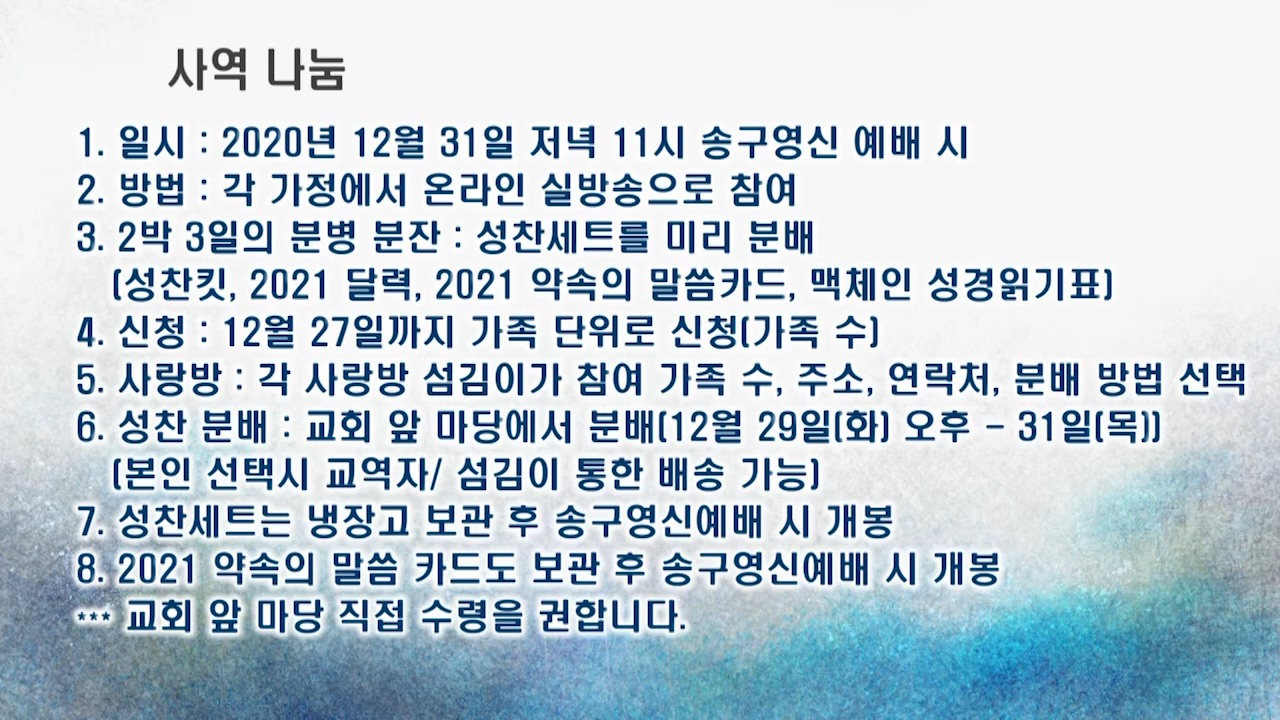 사역 나눔
1. 일시 : 2020년 12월 31일 저녁 11시 송구영신 예배 시
2. 방법 : 각 가정에서 온라인 실방송으로 참여
3. 2박 3일의 분병 분잔 : 성찬세트를 미리 분배
(성찬킷, 2021 달력, 2021 약속의 말씀카드, 맥체인 성경읽기표)
4. 신청 : 12월 27일까지 가족 단위로 신청(가족 수)
5. 사랑방 : 각 사랑방 섬김이가 참여 가족 수, 주소, 연락처, 분배 방법 선택
6. 성찬 분배 : 교회 앞 마당에서 분배(12월 29일(화) 오후 - 31일(목))
(본인 선택시 교역자/ 섬김이 통한 배송 가능)
7. 성찬세트는 냉장고 보관 후 송구영신예배 시 개봉
8. 2021 약속의 말씀 카드도 보관 후 송구영신예배 시 개봉
*** 교회 앞 마당 직접 수령을 권합니다.